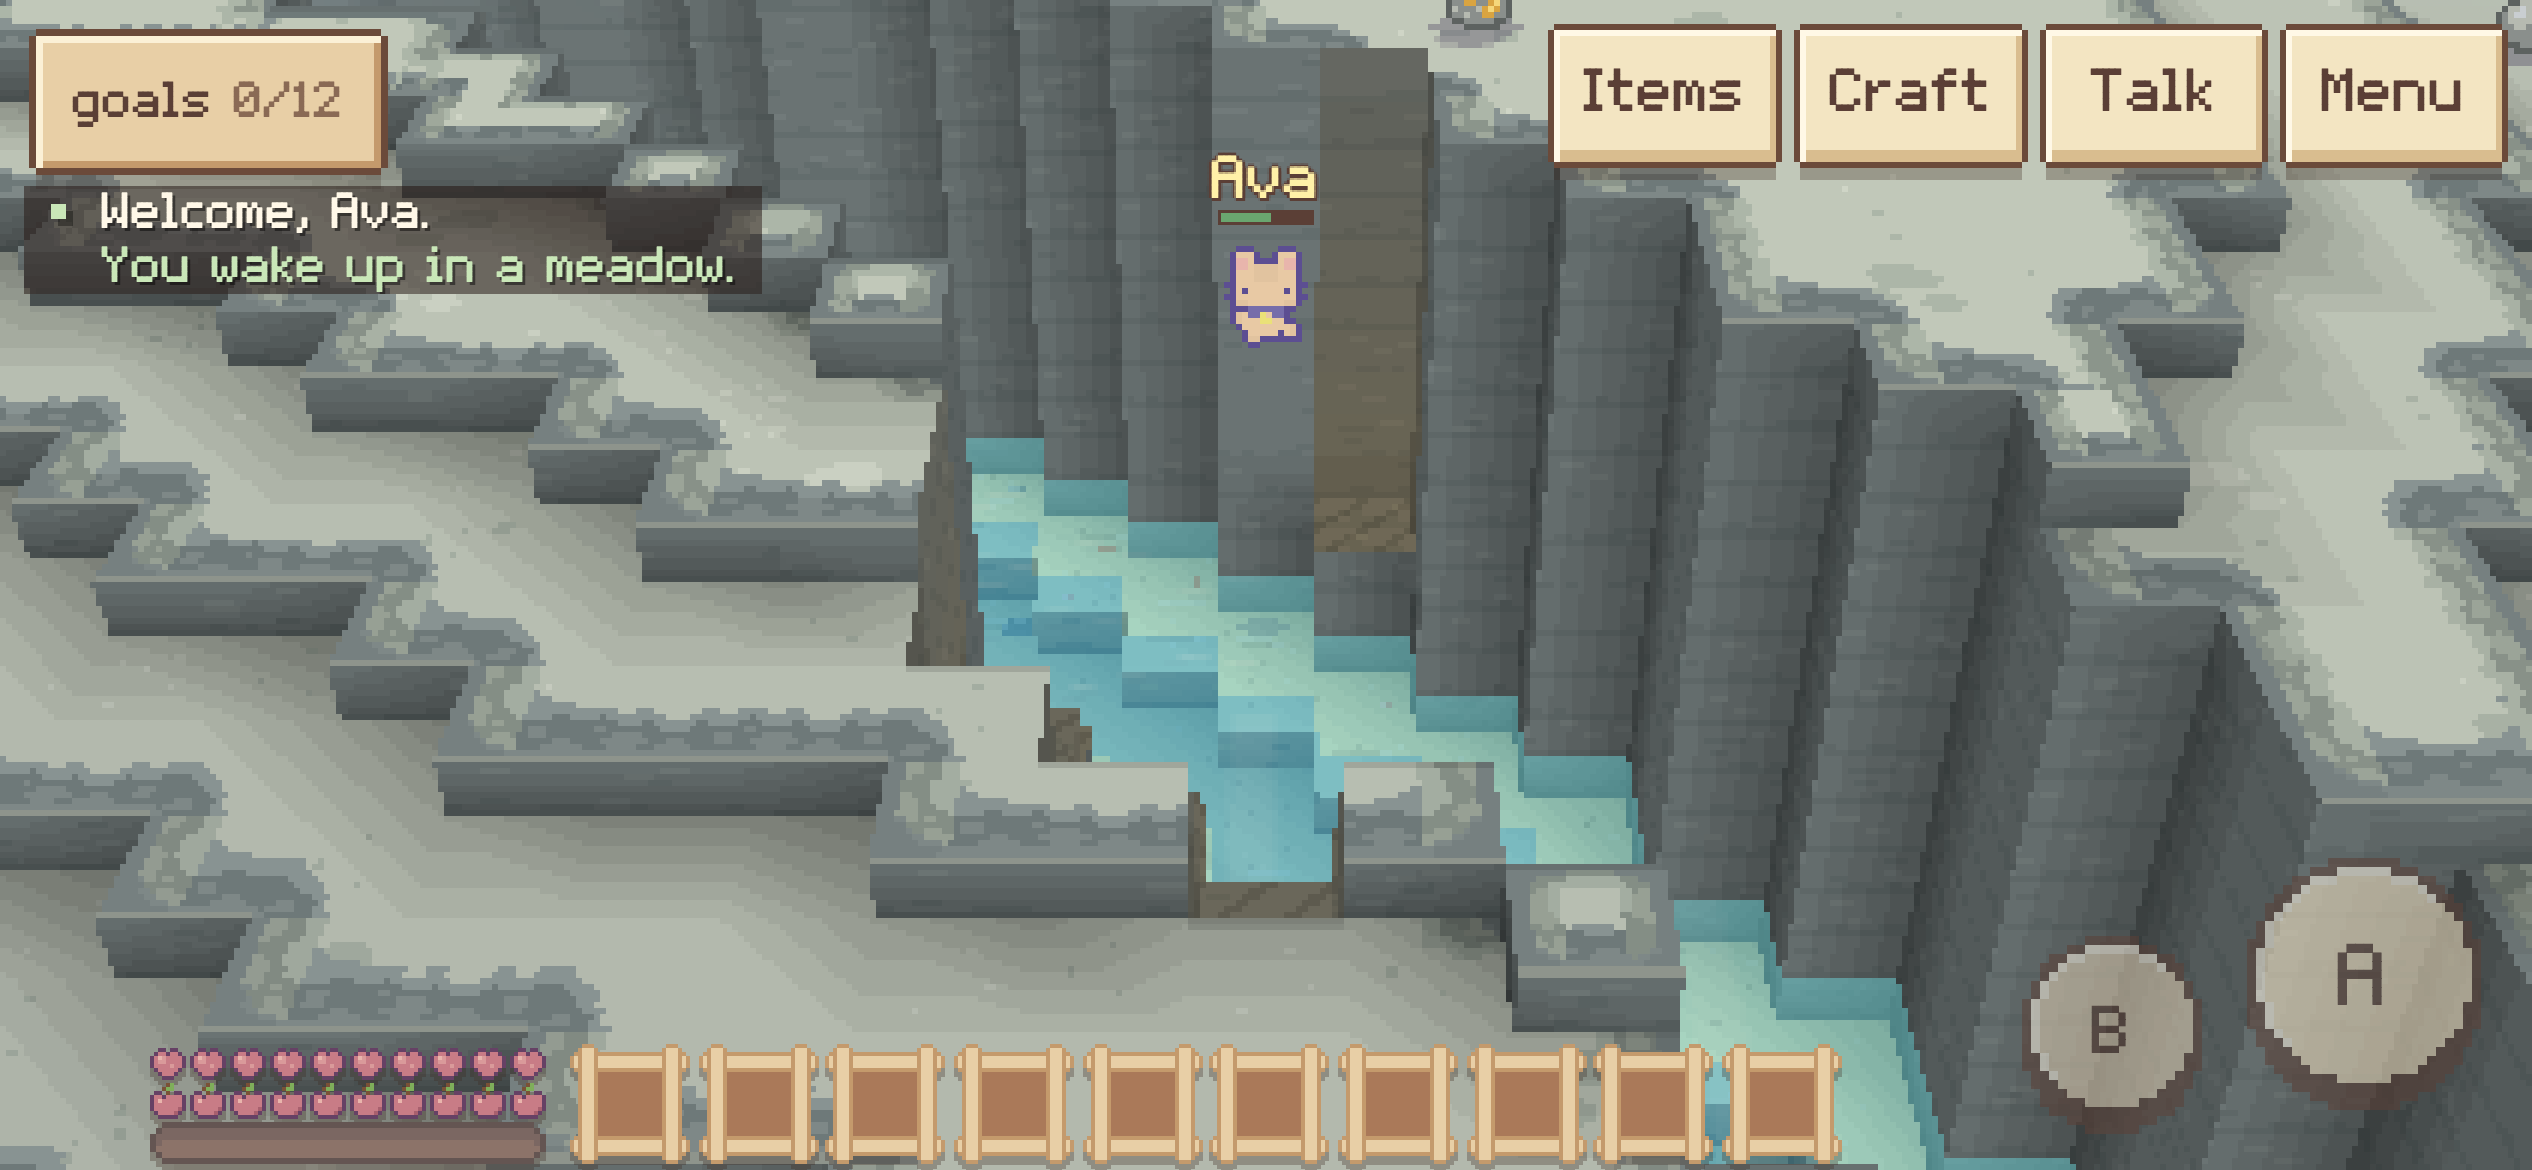 goals 0/12
Items
Craft
Talk
Menu
Ava
Welcome, Ava.
You wake up in a meadow.
A
B